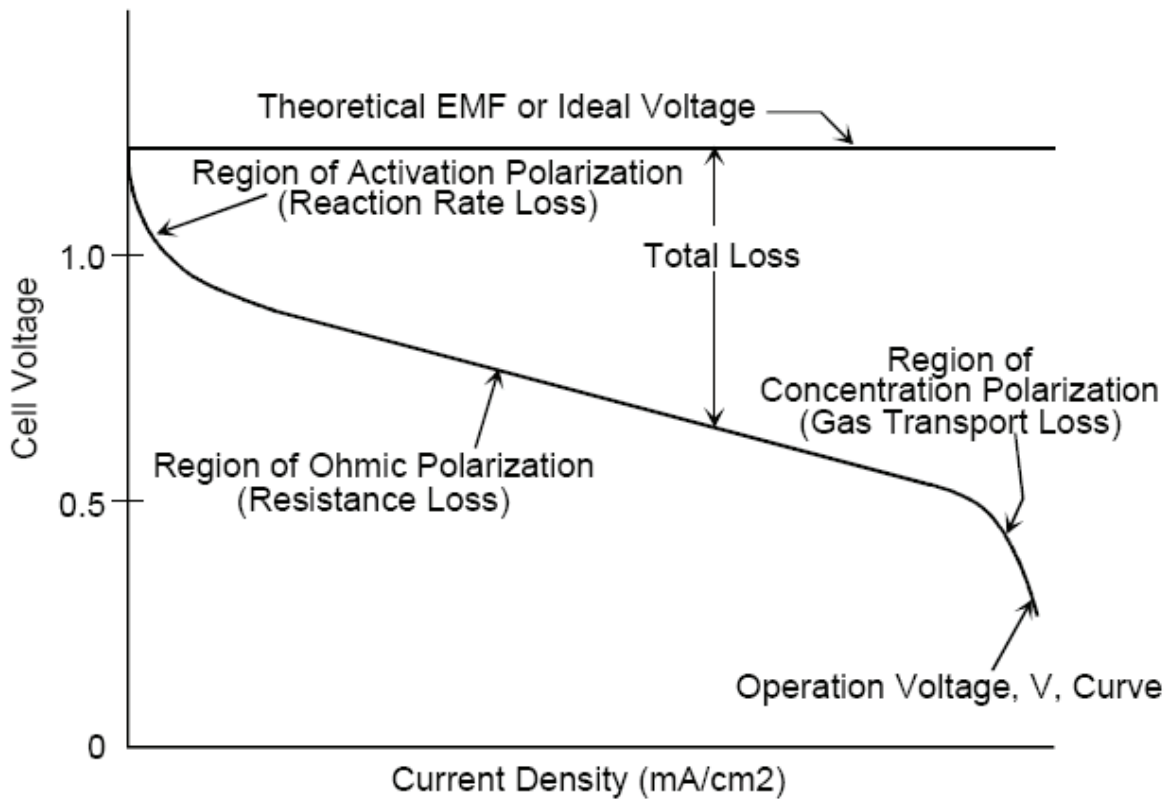 Theoretical EMF or Ideal Voltage
Region of Activation Polarization
(Reaction Rate Loss)
1.0
Total Loss
Cell Voltage
Region of
Concentration Polarization
(Gas Transport Loss)
Region of Ohmic Polarization
(Resistance Loss)
0.5
Operation Voltage, V, Curve
0
Current Density (mA/cm2)